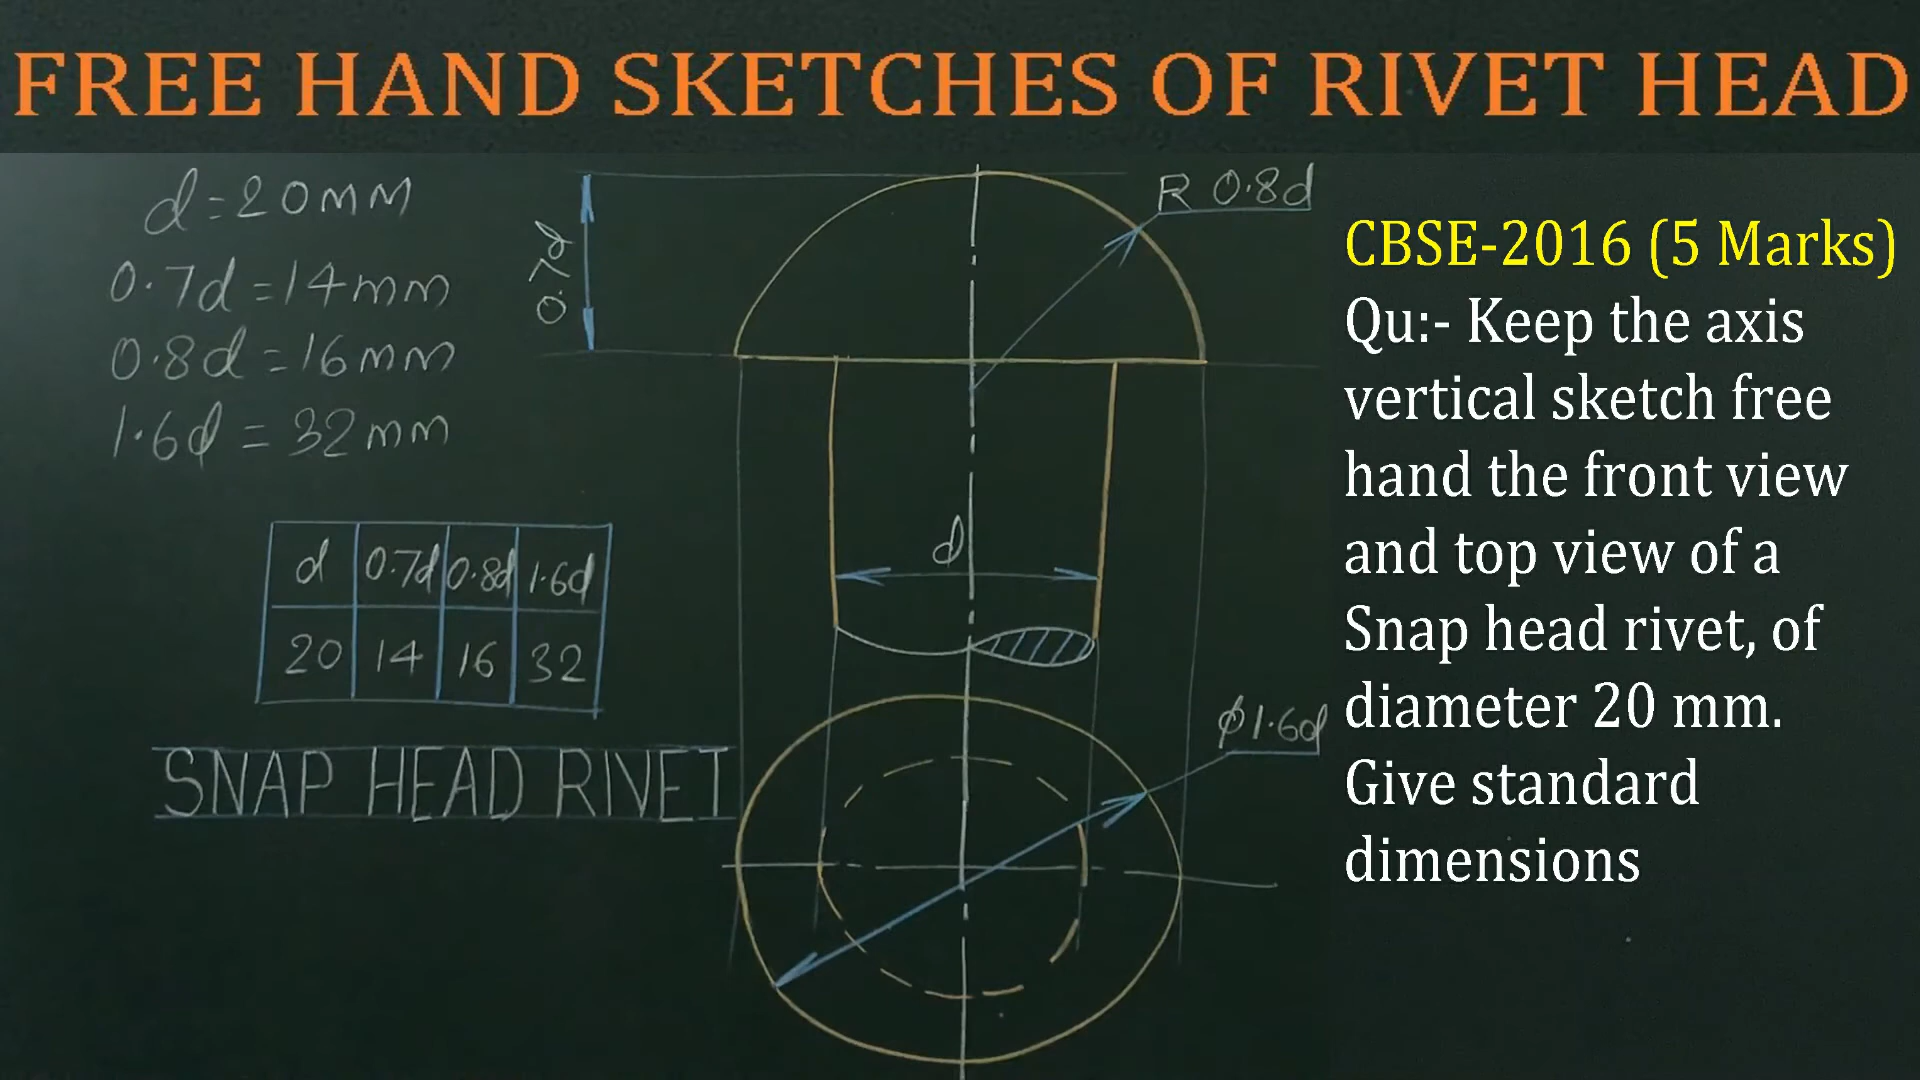 FREE HAND SKETCHES OF RIVET HEAD
d=20mm
0.7d=14mm
0.8d=16mm
1.6d=32mm
0.7d
R 0.8d
d
d 0.7d 0.8d 1.6d
20 14 16 32
SNAP HEAD RIVET
ϕ1.6d
CBSE-2016 (5 Marks)
Qu:- Keep the axis
vertical sketch free
hand the front view
and top view of a
Snap head rivet, of
diameter 20 mm.
Give standard
dimensions